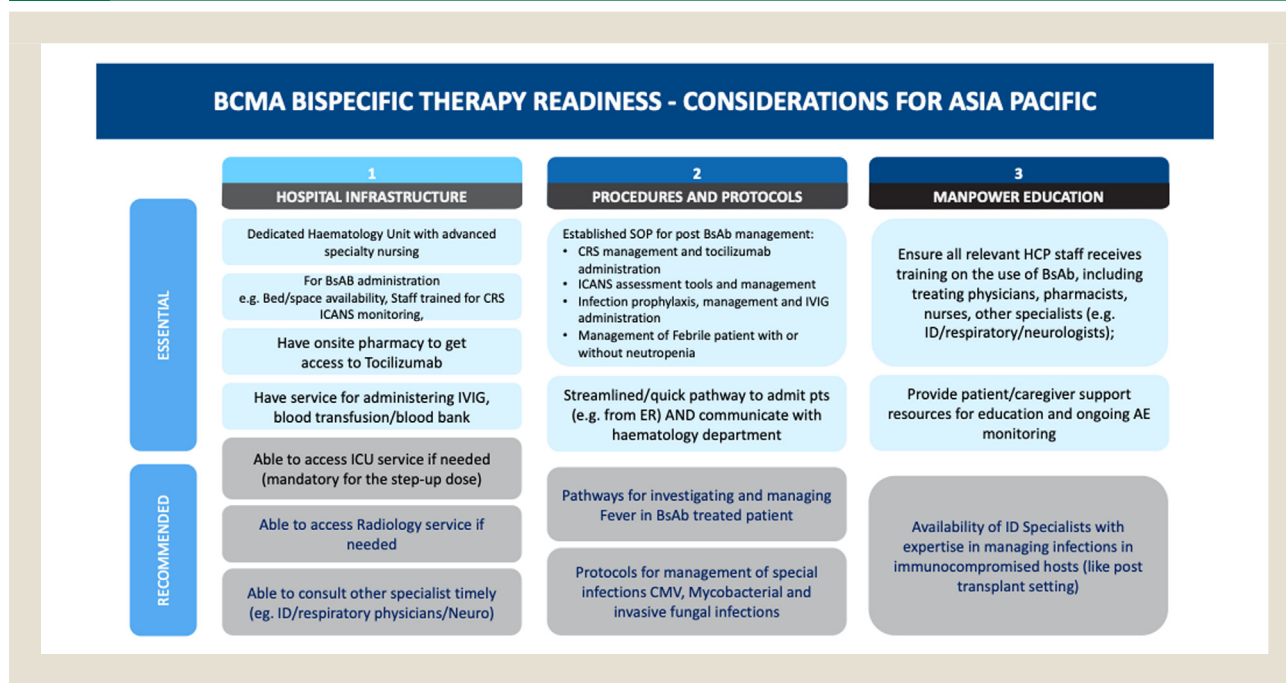 BCMA BISPECIFIC THERAPY READINESS - CONSIDERATIONS FOR ASIA PACIFIC
ESSENTIAL
RECOMMENDED
1
HOSPITAL INFRASTRUCTURE
Dedicated Haematology Unit with advanced
specialty nursing
For BsAB administration
e.g. Bed/space availability, Staff trained for CRS
ICANS monitoring,
Have onsite pharmacy to get
access to Tocilizumab
Have service for administering IVIG,
blood transfusion/blood bank
Able to access ICU service if needed
(mandatory for the step-up dose)
Able to access Radiology service if
needed
Able to consult other specialist timely
(eg. ID/respiratory physicians/Neuro)
2
PROCEDURES AND PROTOCOLS
Established SOP for post BsAb management:
• CRS management and tocilizumab
administration
• ICANS assessment tools and management
• Infection prophylaxis, management and IVIG
administration
• Management of Febrile patient with or
without neutropenia
Streamlined/quick pathway to admit pts
(e.g. from ER) AND communicate with
haematology department
Pathways for investigating and managing
Fever in BsAb treated patient
Protocols for management of special
infections CMV, Mycobacterial and
invasive fungal infections
3
MANPOWER EDUCATION
Ensure all relevant HCP staff receives
training on the use of BsAb, including
treating physicians, pharmacists,
nurses, other specialists (e.g.
ID/respiratory/neurologists);
Provide patient/caregiver support
resources for education and ongoing AE
monitoring
Availability of ID Specialists with
expertise in managing infections in
immunocompromised hosts (like post
transplant setting)